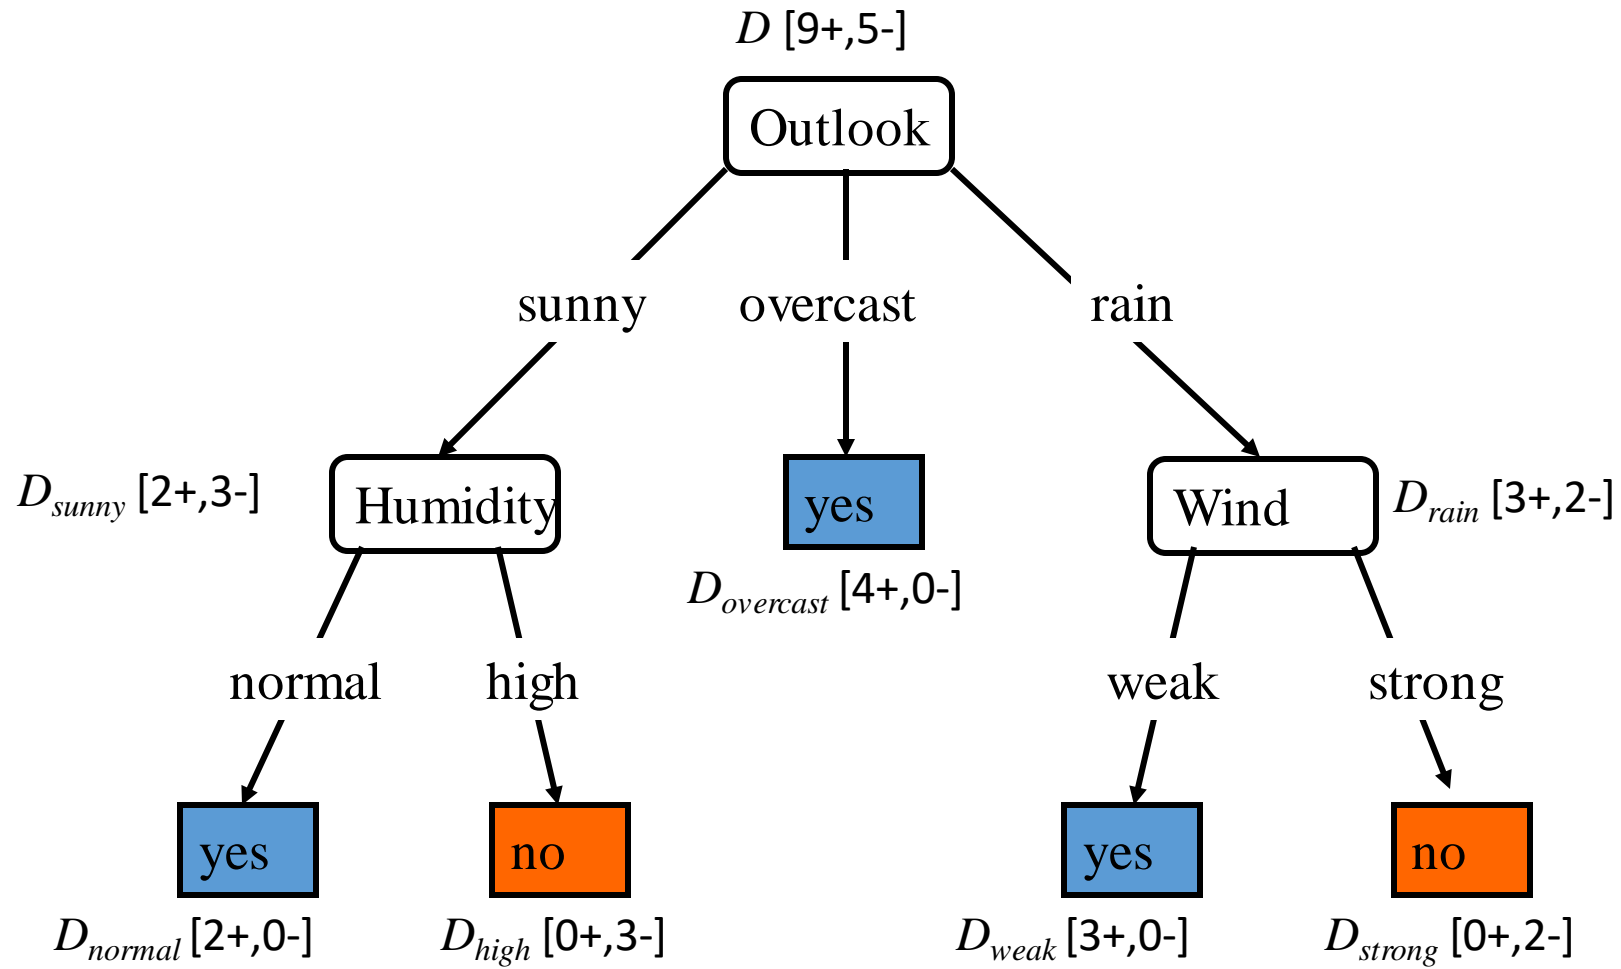 D [9+,5-]
Outlook
sunny
overcast
rain
D_sunny [2+,3-]
Humidity
yes
Wind
D_rain [3+,2-]
D_overcast [4+,0-]
normal
high
weak
strong
yes
no
yes
no
D_normal [2+,0-]
D_high [0+,3-]
D_weak [3+,0-]
D_strong [0+,2-]